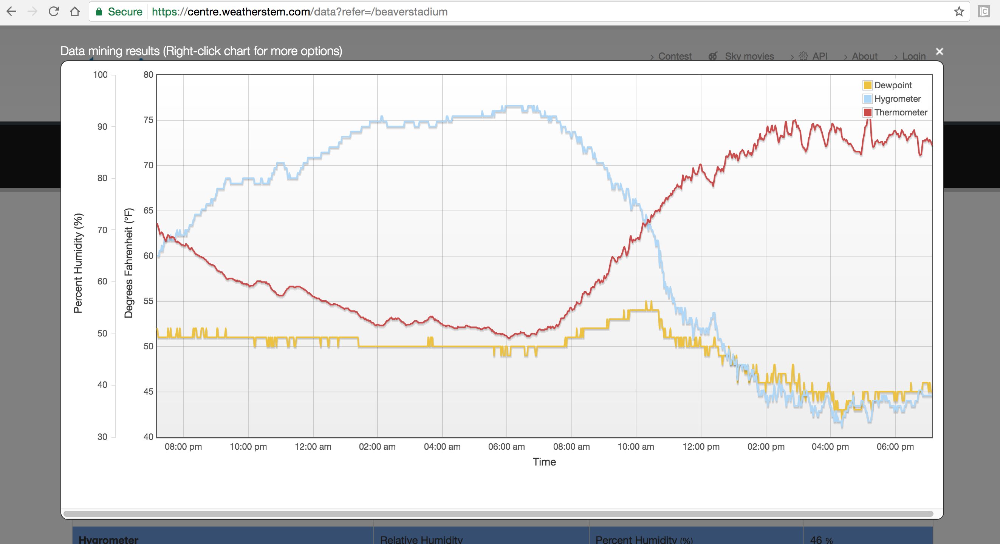 Secure https://centre.weatherstem.com/data?refer=/beaverstadium
Data mining results (Right-click chart for more options)
> Contest Sky movies > API > About > Login ×
Dewpoint
Hygrometer
Thermometer
Percent Humidity (%)
100
90
80
70
60
50
40
30
Degrees Fahrenheit (°F)
80
75
70
65
60
55
50
45
40
08:00 pm 10:00 pm 12:00 am 02:00 am 04:00 am 06:00 am 08:00 am 10:00 am 12:00 pm 02:00 pm 04:00 pm 06:00 pm
Time
Hygrometer Relative Humidity Percent Humidity (%) 46 %